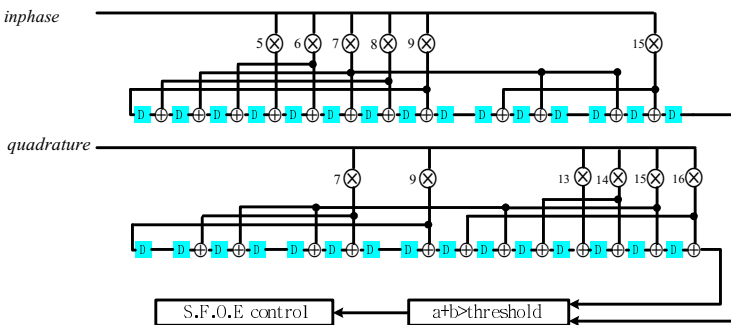 inphase
5 6 7 8 9 15
D D D D D D D D D D D D D D D
quadrature
7 9 13 14 15 16
D D D D D D D D D D D D D D D
S.F.O.E control
a+b>threshold